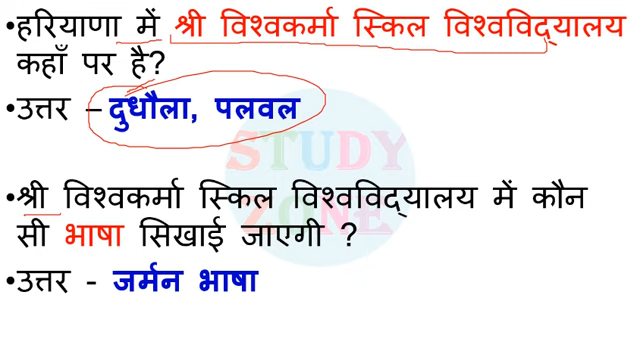 •हरियाणा में श्री विश्वकर्मा स्किल विश्वविद्यालय
कहाँ पर है?
•उत्तर – दुधौला, पलवल
STUDY
ZONE
•श्री विश्वकर्मा स्किल विश्वविद्यालय में कौन
सी भाषा सिखाई जाएगी ?
•उत्तर - जर्मन भाषा